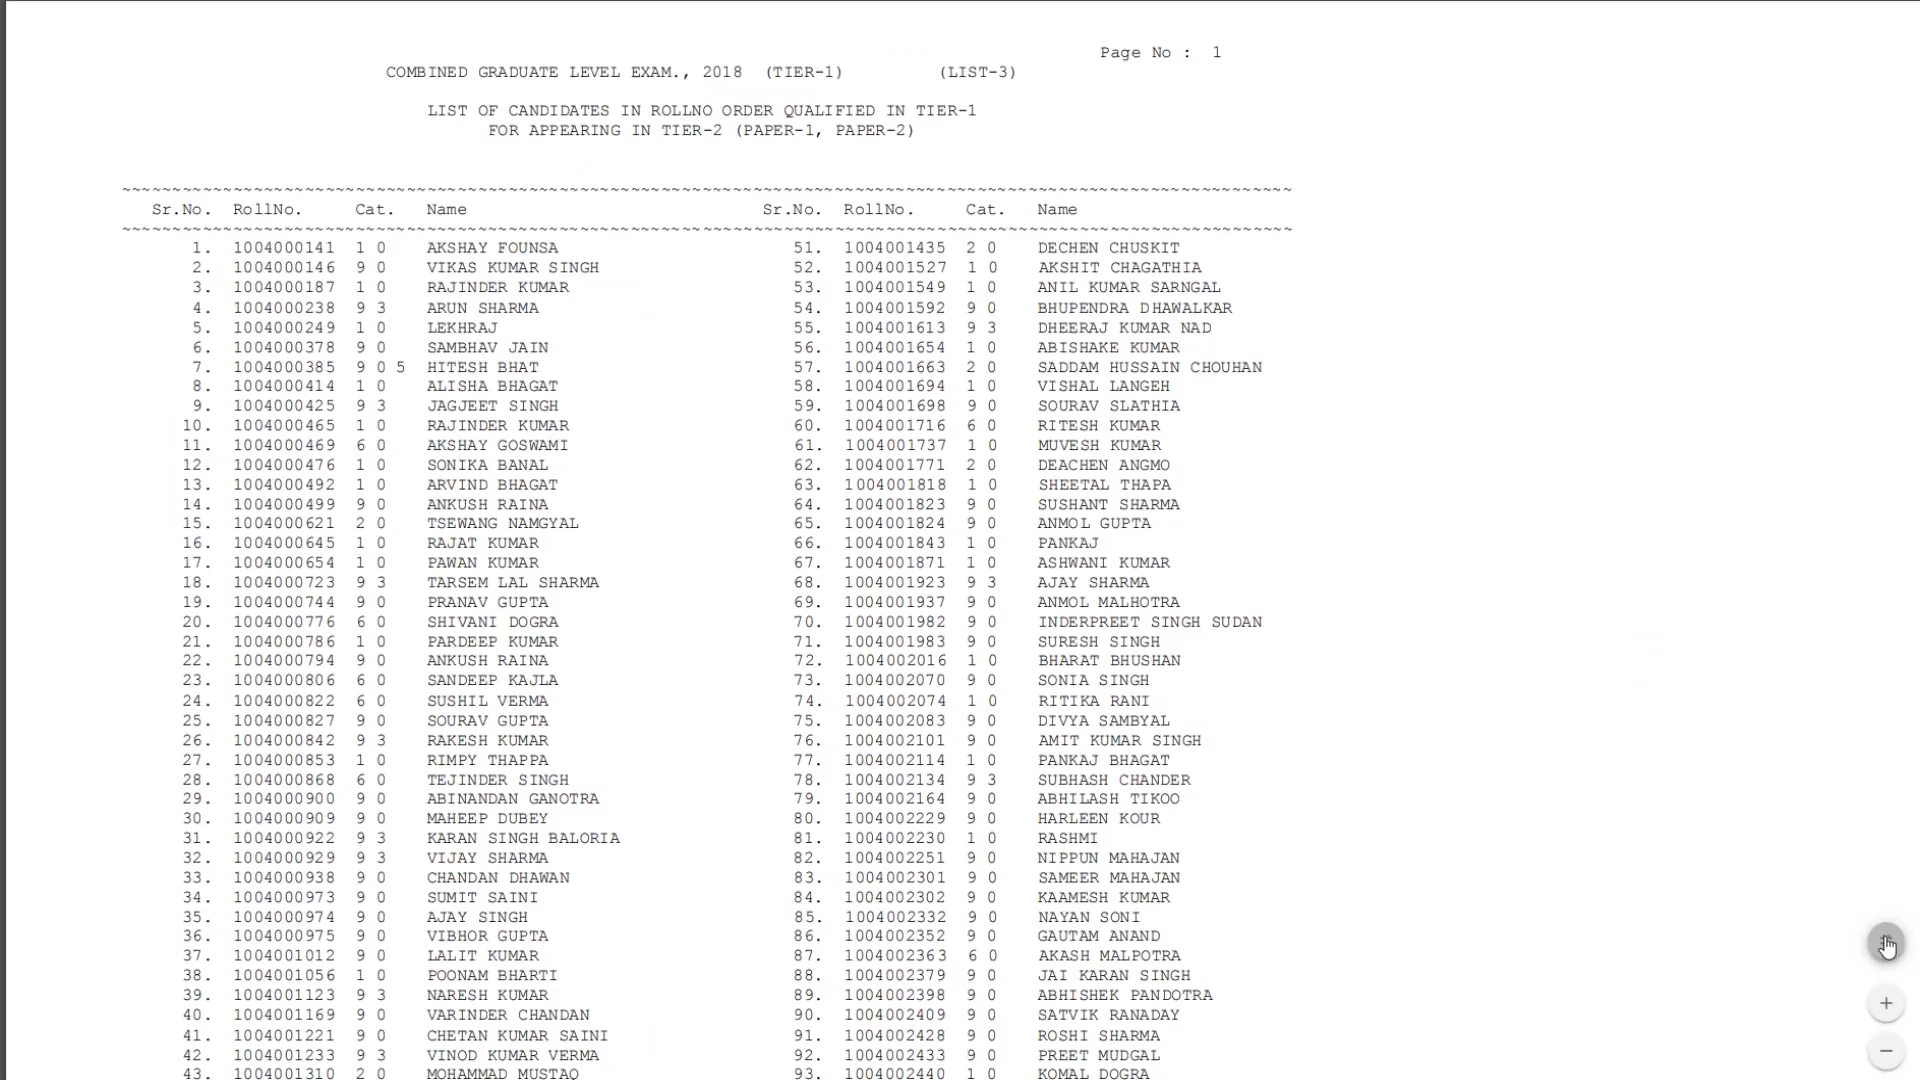 Page No : 1
COMBINED GRADUATE LEVEL EXAM., 2018 (TIER-1) (LIST-3)
LIST OF CANDIDATES IN ROLLNO ORDER QUALIFIED IN TIER-1
FOR APPEARING IN TIER-2 (PAPER-1, PAPER-2)
Sr.No. RollNo. Cat. Name Sr.No. RollNo. Cat. Name
1. 1004000141 1 0 AKSHAY FOUNSA 51. 1004001435 2 0 DECHEN CHUSKIT
2. 1004000146 9 0 VIKAS KUMAR SINGH 52. 1004001527 1 0 AKSHIT CHAGATHIA
3. 1004000187 1 0 RAJINDER KUMAR 53. 1004001549 1 0 ANIL KUMAR SARNGAL
4. 1004000238 9 3 ARUN SHARMA 54. 1004001592 9 0 BHUPENDRA DHAWALKAR
5. 1004000249 1 0 LEKHRAJ 55. 1004001613 9 3 DHEERAJ KUMAR NAD
6. 1004000378 9 0 SAMBHAV JAIN 56. 1004001654 1 0 ABISHAKE KUMAR
7. 1004000385 9 0 5 HITESH BHAT 57. 1004001663 2 0 SADDAM HUSSAIN CHOUHAN
8. 1004000414 1 0 ALISHA BHAGAT 58. 1004001694 1 0 VISHAL LANGEH
9. 1004000425 9 3 JAGJEET SINGH 59. 1004001698 9 0 SOURAV SLATHIA
10. 1004000465 1 0 RAJINDER KUMAR 60. 1004001716 6 0 RITESH KUMAR
11. 1004000469 6 0 AKSHAY GOSWAMI 61. 1004001737 1 0 MUVESH KUMAR
12. 1004000476 1 0 SONIKA BANAL 62. 1004001771 2 0 DEACHEN ANGMO
13. 1004000492 1 0 ARVIND BHAGAT 63. 1004001818 1 0 SHEETAL THAPA
14. 1004000499 9 0 ANKUSH RAINA 64. 1004001823 9 0 SUSHANT SHARMA
15. 1004000621 2 0 TSEWANG NAMGYAL 65. 1004001824 9 0 ANMOL GUPTA
16. 1004000645 1 0 RAJAT KUMAR 66. 1004001843 1 0 PANKAJ
17. 1004000654 1 0 PAWAN KUMAR 67. 1004001871 1 0 ASHWANI KUMAR
18. 1004000723 9 3 TARSEM LAL SHARMA 68. 1004001923 9 3 AJAY SHARMA
19. 1004000744 9 0 PRANAV GUPTA 69. 1004001937 9 0 ANMOL MALHOTRA
20. 1004000776 6 0 SHIVANI DOGRA 70. 1004001982 9 0 INDERPREET SINGH SUDAN
21. 1004000786 1 0 PARDEEP KUMAR 71. 1004001983 9 0 SURESH SINGH
22. 1004000794 9 0 ANKUSH RAINA 72. 1004002016 1 0 BHARAT BHUSHAN
23. 1004000806 6 0 SANDEEP KAJLA 73. 1004002070 9 0 SONIA SINGH
24. 1004000822 6 0 SUSHIL VERMA 74. 1004002074 1 0 RITIKA RANI
25. 1004000827 9 0 SOURAV GUPTA 75. 1004002083 9 0 DIVYA SAMBYAL
26. 1004000842 9 3 RAKESH KUMAR 76. 1004002101 9 0 AMIT KUMAR SINGH
27. 1004000853 1 0 RIMPY THAPPA 77. 1004002114 1 0 PANKAJ BHAGAT
28. 1004000868 6 0 TEJINDER SINGH 78. 1004002134 9 3 SUBHASH CHANDER
29. 1004000900 9 0 ABINANDAN GANOTRA 79. 1004002164 9 0 ABHILASH TIKOO
30. 1004000909 9 0 MAHEEP DUBEY 80. 1004002229 9 0 HARLEEN KOUR
31. 1004000922 9 3 KARAN SINGH BALORIA 81. 1004002230 1 0 RASHMI
32. 1004000929 9 3 VIJAY SHARMA 82. 1004002251 9 0 NIPPUN MAHAJAN
33. 1004000938 9 0 CHANDAN DHAWAN 83. 1004002301 9 0 SAMEER MAHAJAN
34. 1004000973 9 0 SUMIT SAINI 84. 1004002302 9 0 KAAMESH KUMAR
35. 1004000974 9 0 AJAY SINGH 85. 1004002332 9 0 NAYAN SONI
36. 1004000975 9 0 VIBHOR GUPTA 86. 1004002352 9 0 GAUTAM ANAND
37. 1004001012 9 0 LALIT KUMAR 87. 1004002363 6 0 AKASH MALPOTRA
38. 1004001056 1 0 POONAM BHARTI 88. 1004002379 9 0 JAI KARAN SINGH
39. 1004001123 9 3 NARESH KUMAR 89. 1004002398 9 0 ABHISHEK PANDOTRA
40. 1004001169 9 0 VARINDER CHANDAN 90. 1004002409 9 0 SATVIK RANADAY
41. 1004001221 9 0 CHETAN KUMAR SAINI 91. 1004002428 9 0 ROSHI SHARMA
42. 1004001233 9 3 VINOD KUMAR VERMA 92. 1004002433 9 0 PREET MUDGAL
43. 1004001310 2 0 MOHAMMAD MUSTAQ 93. 1004002440 1 0 KOMAL DOGRA